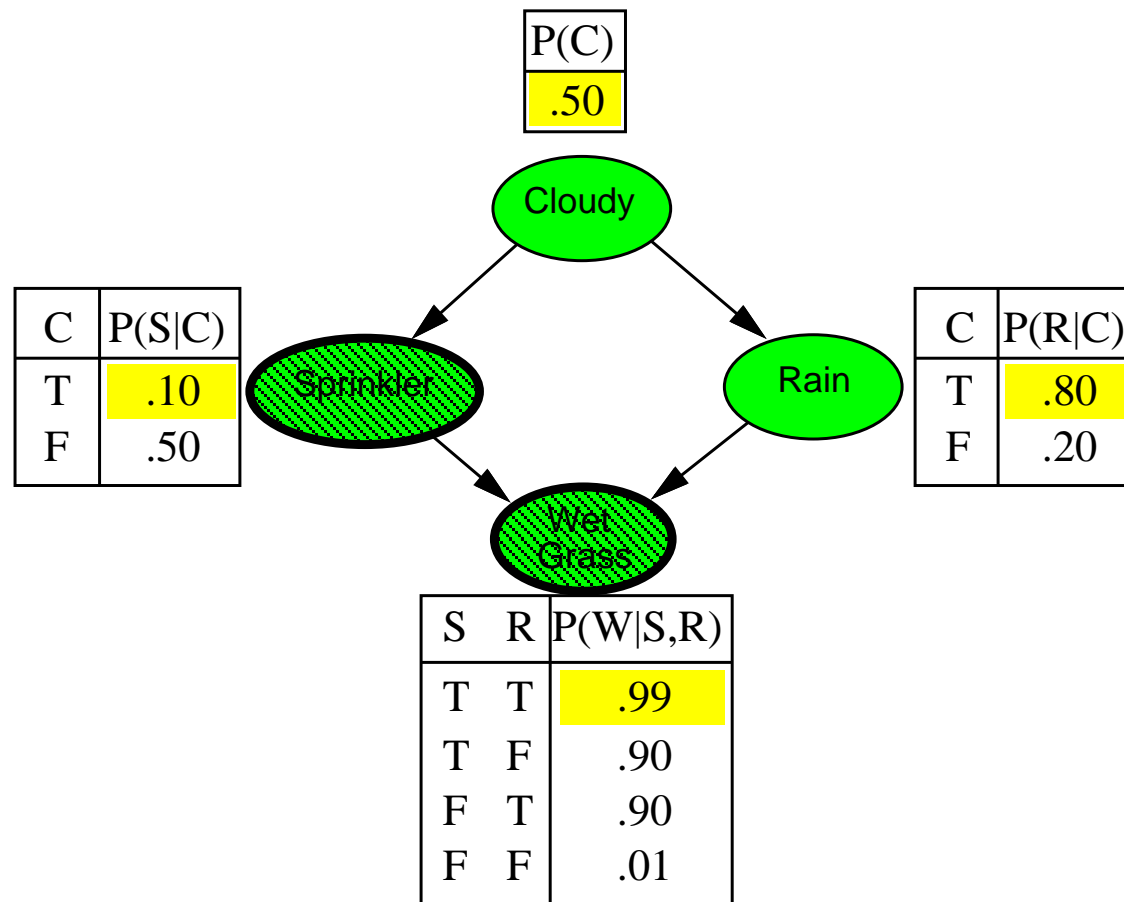 P(C)
.50
Cloudy
C P(S|C)
T .10
F .50
Sprinkler
Rain
C P(R|C)
T .80
F .20
Wet
Grass
S R P(W|S,R)
T T .99
T F .90
F T .90
F F .01